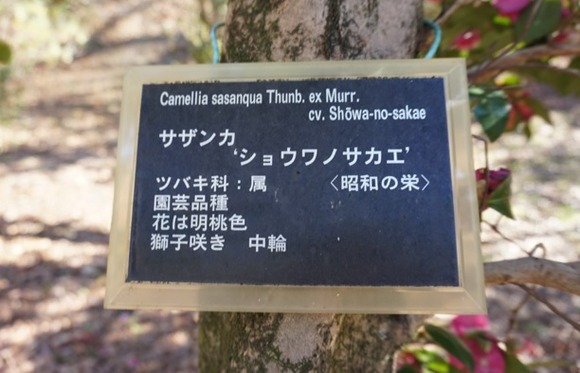 Camellia sasanqua Thunb. ex Murr.
cv. Shōwa-no-sakae
サザンカ
‘ショウワノサカエ’
ツバキ科：属　〈昭和の栄〉
園芸品種
花は明桃色
獅子咲き　中輪